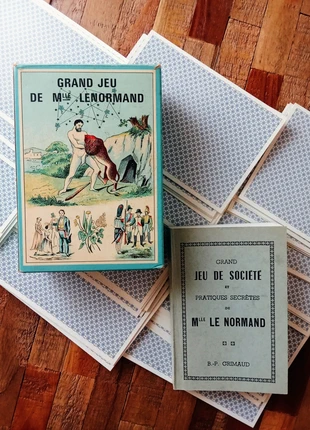 GRAND JEU
DE MLLE LENORMAND
GRAND
JEU DE SOCIÉTÉ
ET
PRATIQUES SECRÈTES
DE
MLLE LE NORMAND
B.-P. GRIMAUD